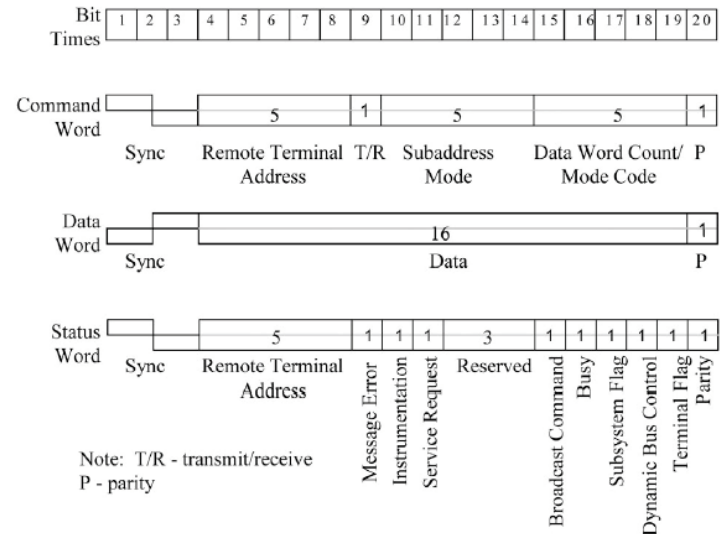 Bit Times 1 2 3 4 5 6 7 8 9 10 11 12 13 14 15 16 17 18 19 20
Command Word 5 1 5 5 1
Sync Remote Terminal Address T/R Subaddress Mode Data Word Count/ Mode Code P
Data Word 16 1
Sync Data P
Status Word 5 1 1 1 3 1 1 1 1 1 1
Sync Remote Terminal Address Message Error Instrumentation Service Request Reserved Broadcast Command Busy Subsystem Flag Dynamic Bus Control Terminal Flag Parity
Note: T/R - transmit/receive
P - parity